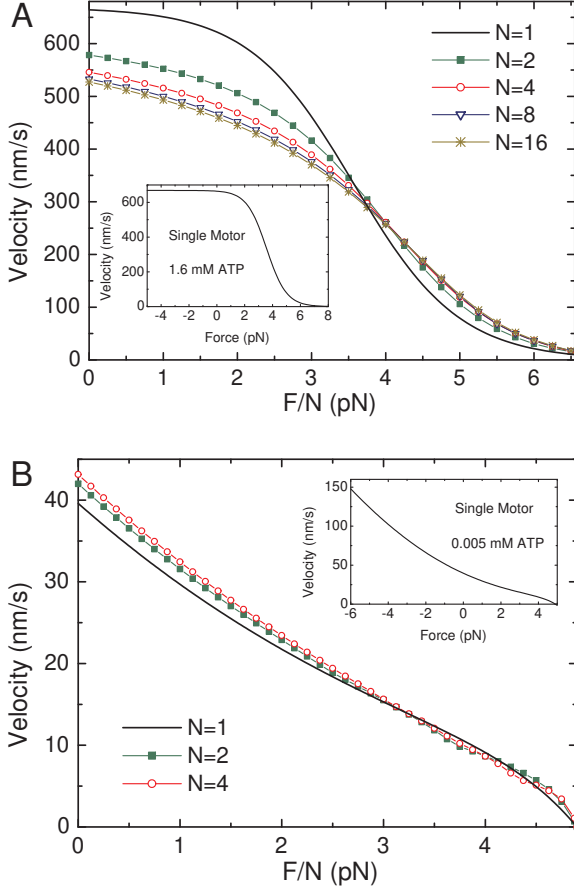 A
600
500
400
300
200
100
0
Velocity (nm/s)
N=1
N=2
N=4
N=8
N=16
600
400
200
0
Velocity (nm/s)
Single Motor
1.6 mM ATP
-4 -2 0 2 4 6 8
Force (pN)
0 1 2 3 4 5 6
F/N (pN)
B
40
30
20
10
0
Velocity (nm/s)
150
100
50
0
Velocity (nm/s)
Single Motor
0.005 mM ATP
-6 -4 -2 0 2 4
Force (pN)
N=1
N=2
N=4
0 1 2 3 4
F/N (pN)